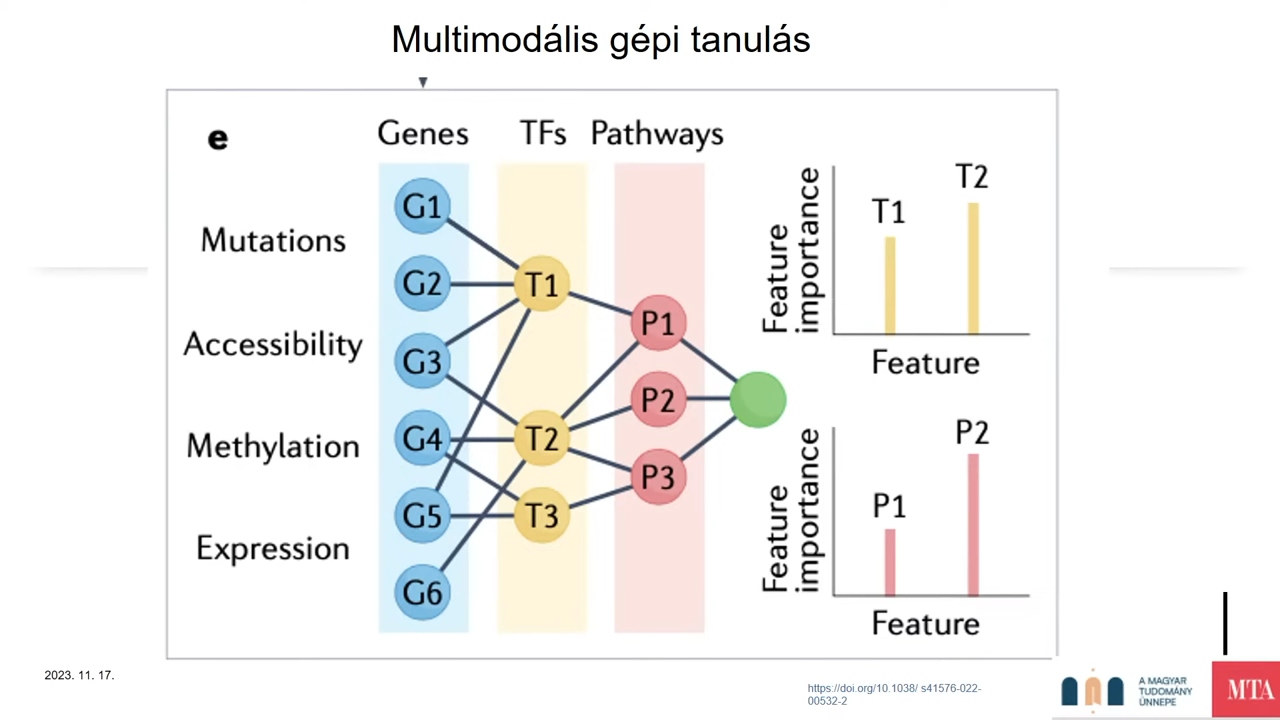 Multimodális gépi tanulás
e
Genes TFs Pathways
Mutations
Accessibility
Methylation
Expression
G1
G2
G3
G4
G5
G6
T1
T2
T3
P1
P2
P3
Feature
importance
T1
T2
Feature
Feature
importance
P1
P2
Feature
2023. 11. 17.
https://doi.org/10.1038/ s41576-022-
00532-2
A MAGYAR
TUDOMÁNY
ÜNNEPE
MTA